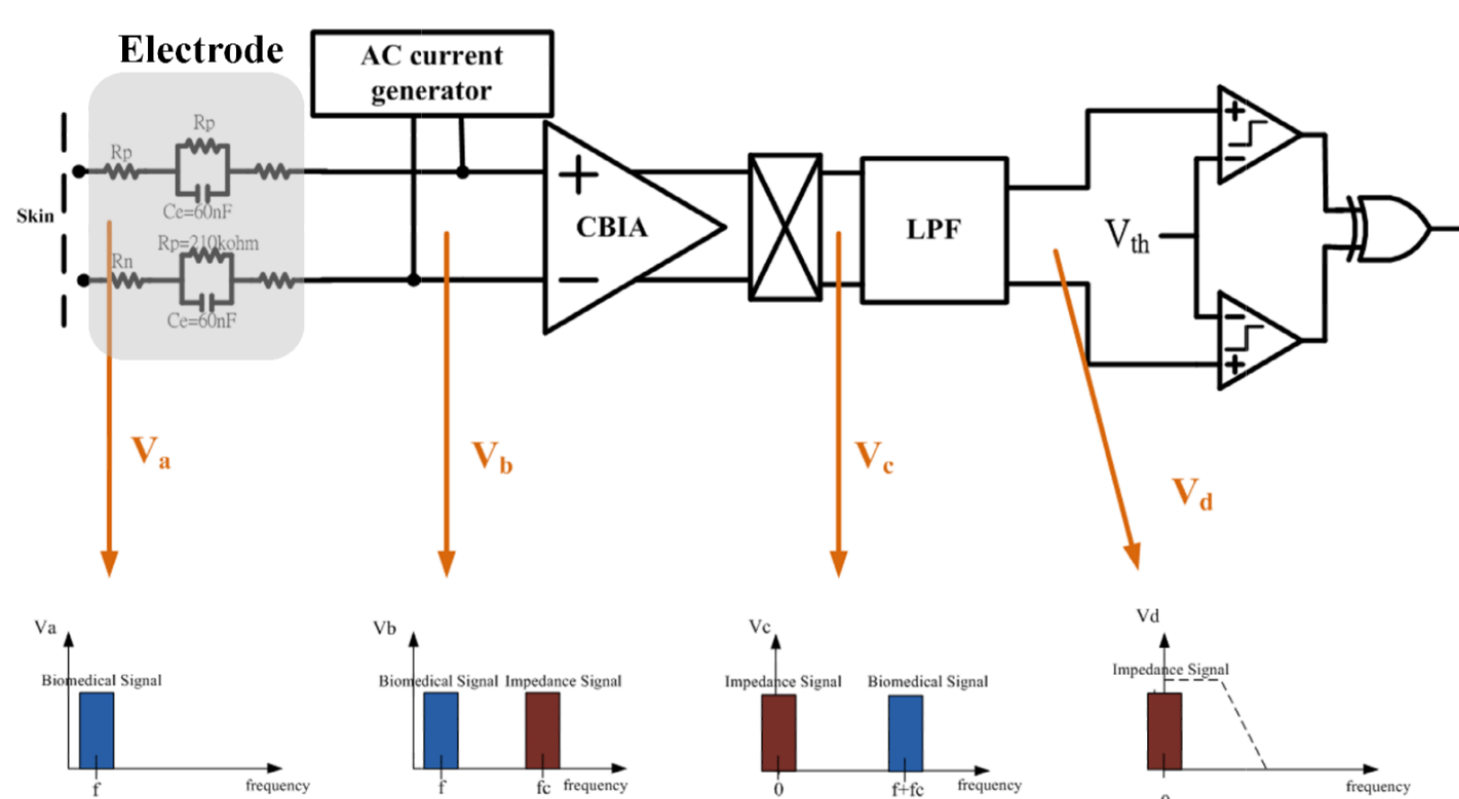 Electrode
AC current
generator
Rp
Rp
Ce=60nF
Skin
Rp=210kohm
Rn
Ce=60nF
+
CBIA
−
LPF
Vth
+
−
−
+
Va
Vb
Vc
Vd
Va
Biomedical Signal
f
frequency
Vb
Biomedical Signal
Impedance Signal
f
fc
frequency
Vc
Impedance Signal
Biomedical Signal
0
f+fc
frequency
Vd
Impedance Signal
frequency